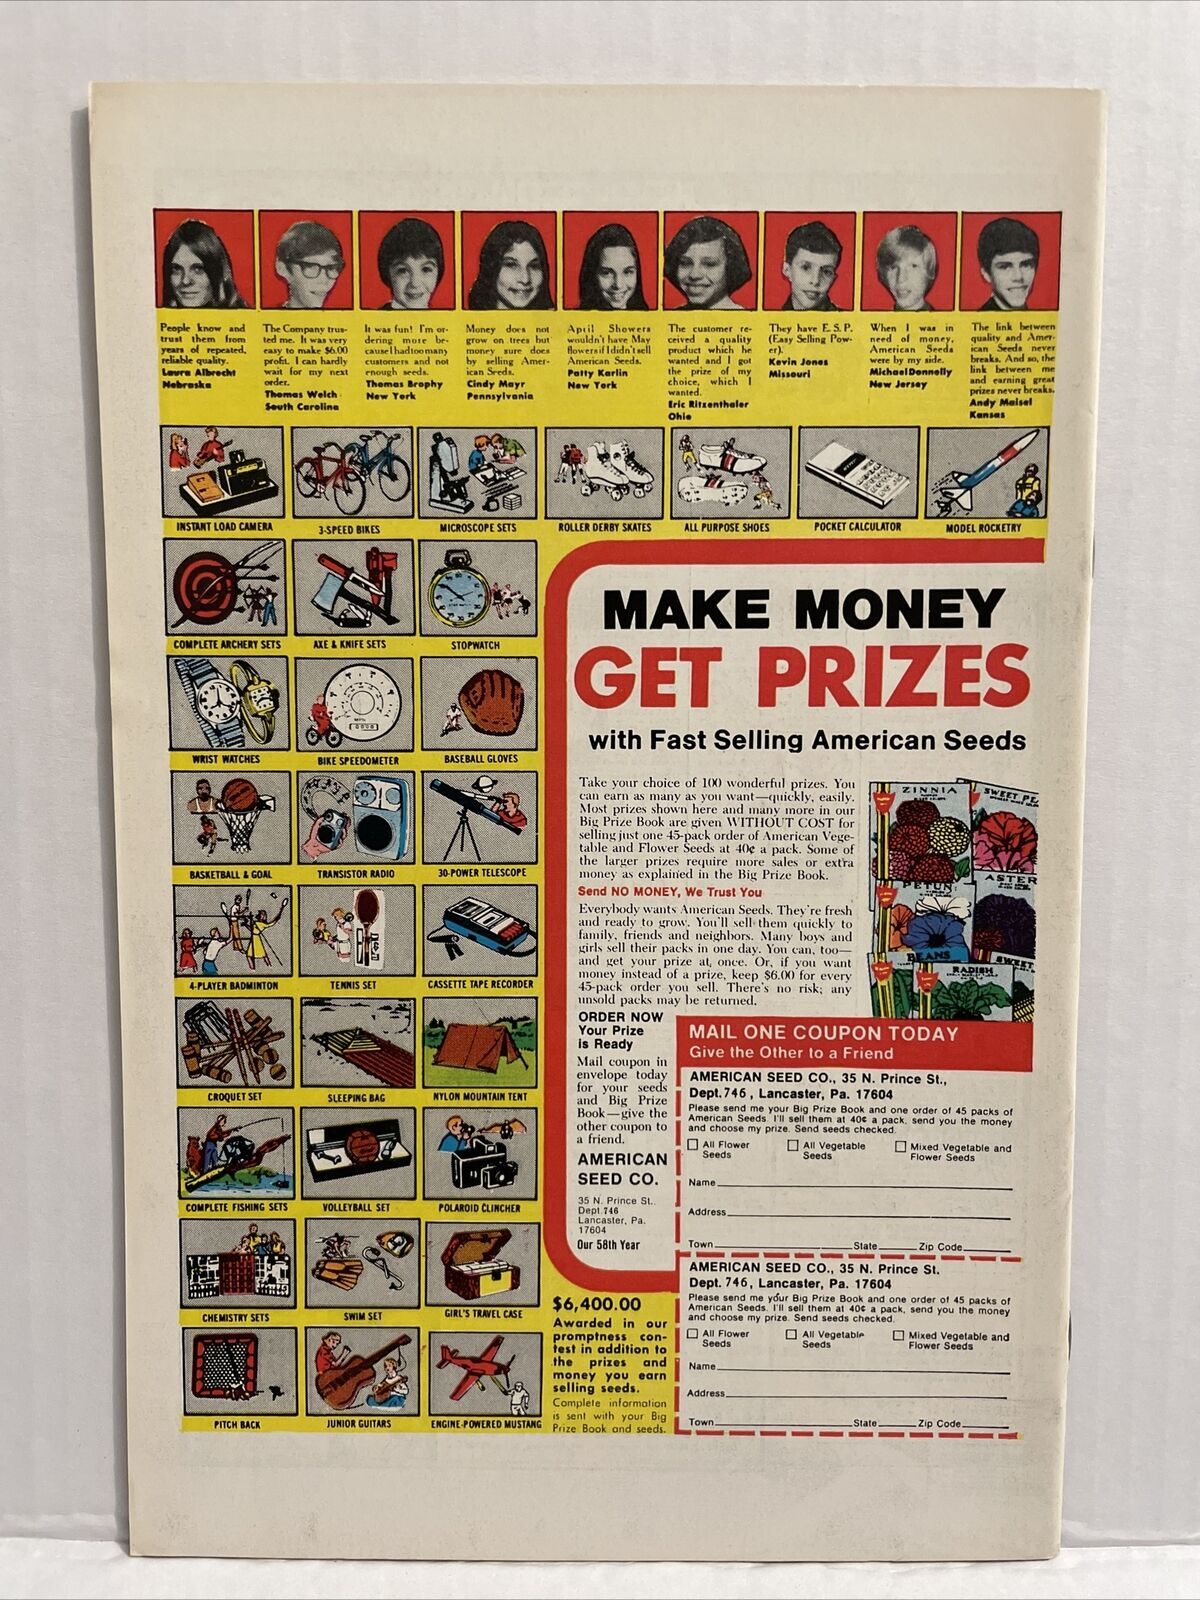 People know and
trust them from
years of repeated,
reliable quality.
Laura Albrecht
Nebraska
The Company trus-
ted me. It was very
easy to make $6.00
profit. I can hardly
wait for my next
order.
Thomas Welch
South Carolina
It was fun! I'm or-
dering more be-
cause I had too many
customers and not
enough seeds.
Thomas Brophy
New York
Money does not
grow on trees but
money sure does
by selling Amer-
ican Seeds.
Cindy Mayr
Pennsylvania
April Showers
wouldn't have May
flowers if I didn't sell
American Seeds.
Patty Karlin
New York
The customer re-
ceived a quality
product which he
wanted and I got
the prize of my
choice, which I
wanted.
Eric Ritzenthaler
Ohio
They have E.S.P.
(Easy Selling Pow-
er).
Kevin Jones
Missouri
When I was in
need of money,
American Seeds
were by my side.
Michael Donnelly
New Jersey
The link between
quality and Amer-
ican Seeds never
breaks. And so, the
link between me
and earning great
prizes never breaks.
Andy Maisel
Kansas
INSTANT LOAD CAMERA
3-SPEED BIKES
MICROSCOPE SETS
ROLLER DERBY SKATES
ALL PURPOSE SHOES
POCKET CALCULATOR
MODEL ROCKETRY
COMPLETE ARCHERY SETS
AXE & KNIFE SETS
STOPWATCH
WRIST WATCHES
BIKE SPEEDOMETER
BASEBALL GLOVES
BASKETBALL & GOAL
TRANSISTOR RADIO
30-POWER TELESCOPE
4-PLAYER BADMINTON
TENNIS SET
CASSETTE TAPE RECORDER
CROQUET SET
SLEEPING BAG
NYLON MOUNTAIN TENT
COMPLETE FISHING SETS
VOLLEYBALL SET
POLAROID CLINCHER
CHEMISTRY SETS
SWIM SET
GIRL'S TRAVEL CASE
PITCH BACK
JUNIOR GUITARS
ENGINE-POWERED MUSTANG
MAKE MONEY
GET PRIZES
with Fast Selling American Seeds
Take your choice of 100 wonderful prizes. You
can earn as many as you want—quickly, easily.
Most prizes shown here and many more in our
Big Prize Book are given WITHOUT COST for
selling just one 45-pack order of American Vege-
table and Flower Seeds at 40¢ a pack. Some of
the larger prizes require more sales or extra
money as explained in the Big Prize Book.
Send NO MONEY, We Trust You
Everybody wants American Seeds. They're fresh
and ready to grow. You'll sell them quickly to
family, friends and neighbors. Many boys and
girls sell their packs in one day. You can, too—
and get your prize at once. Or, if you want
money instead of a prize, keep $6.00 for every
45-pack order you sell. There's no risk; any
unsold packs may be returned.
ZINNIA
SWEET PE
PETUN
ASTER
BEANS
RADISH
SWEET
ORDER NOW
Your Prize
is Ready
Mail coupon in
envelope today
for your seeds
and Big Prize
Book—give the
other coupon to
a friend.
AMERICAN
SEED CO.
35 N. Prince St.
Dept. 746
Lancaster, Pa.
17604
Our 58th Year
$6,400.00
Awarded in our
promptness con-
test in addition to
the prizes and
money you earn
selling seeds.
Complete information
is sent with your Big
Prize Book and seeds.
MAIL ONE COUPON TODAY
Give the Other to a Friend
AMERICAN SEED CO., 35 N. Prince St.,
Dept. 746, Lancaster, Pa. 17604
Please send me your Big Prize Book and one order of 45 packs of
American Seeds. I'll sell them at 40¢ a pack, send you the money
and choose my prize. Send seeds checked.
All Flower
Seeds
All Vegetable
Seeds
Mixed Vegetable and
Flower Seeds
Name
Address
Town State Zip Code
AMERICAN SEED CO., 35 N. Prince St.
Dept. 746, Lancaster, Pa. 17604
Please send me your Big Prize Book and one order of 45 packs of
American Seeds. I'll sell them at 40¢ a pack, send you the money
and choose my prize. Send seeds checked.
All Flower
Seeds
All Vegetable
Seeds
Mixed Vegetable and
Flower Seeds
Name
Address
Town State Zip Code